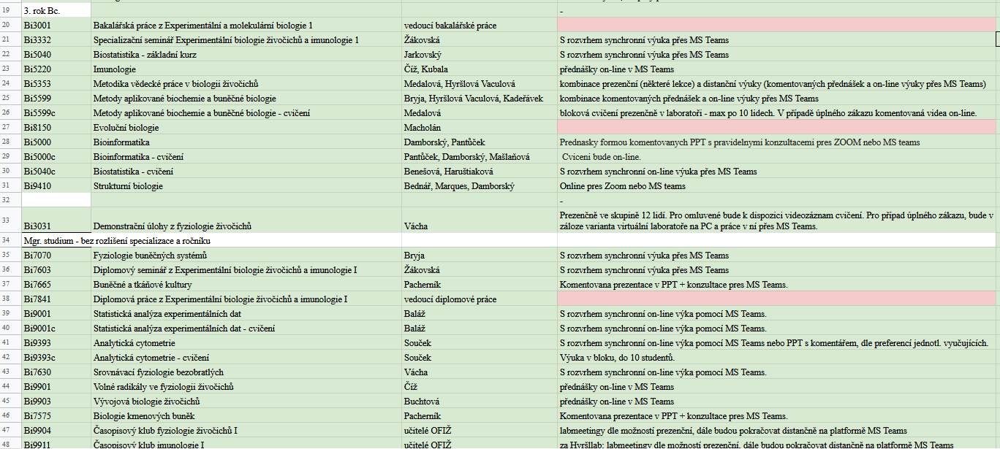 19 3. rok Bc. -
20 Bi3001 Bakalářská práce z Experimentální a molekulární biologie 1 vedoucí bakalářské práce
21 Bi3332 Specializační seminář Experimentální biologie živočichů a imunologie 1 Žákovská S rozvrhem synchronní výuka přes MS Teams
22 Bi5040 Biostatistika - základní kurz Jarkovský S rozvrhem synchronní výuka přes MS Teams
23 Bi5220 Imunologie Číž, Kubala přednášky on-line v MS Teams
24 Bi5353 Metodika vědecké práce v biologii živočichů Medalová, Hyršlová Vaculová kombinace prezenční (některé lekce) a distanční výuky (komentovaných přednášek a on-line výuky přes MS Teams)
25 Bi5599 Metody aplikované biochemie a buněčné biologie Bryja, Hyršlová Vaculová, Kadeřávek kombinace komentovaných přednášek a on-line výuky přes MS Teams
26 Bi5599c Metody aplikované biochemie a buněčné biologie - cvičení Medalová bloková cvičení prezenčně v laboratoři - max po 10 lidech. V případě úplného zákazu komentovaná videa on-line.
27 Bi8150 Evoluční biologie Macholán
28 Bi5000 Bioinformatika Damborský, Pantůček Prednasky formou komentovanych PPT s pravidelnymi konzultacemi pres ZOOM nebo MS teams
29 Bi5000c Bioinformatika - cvičení Pantůček, Damborský, Mašlaňová Cviceni bude on-line.
30 Bi5040c Biostatistika - cvičení Benešová, Haruštiaková S rozvrhem synchronní on-line výuka přes MS Teams
31 Bi9410 Strukturní biologie Bednář, Marques, Damborský Online pres Zoom nebo MS teams
32 -
33 Bi3031 Demonstrační úlohy z fyziologie živočichů Vácha Prezenčně ve skupině 12 lidí. Pro omluvené bude k dispozici videozáznam cvičení. Pro případ úplného zákazu, bude v
záloze varianta virtuální laboratoře na PC a práce v ní přes MS Teams.
34 Mgr. studium - bez rozlišení specializace a ročníku
35 Bi7070 Fyziologie buněčných systémů Bryja S rozvrhem synchronní výuka přes MS Teams
36 Bi7603 Diplomový seminář z Experimentální biologie živočichů a imunologie I Žákovská S rozvrhem synchronní výuka přes MS Teams
37 Bi7665 Buněčné a tkáňové kultury Pacherník Komentovana prezentace v PPT + konzultace pres MS Teams.
38 Bi7841 Diplomová práce z Experimentální biologie živočichů a imunologie I vedoucí diplomové práce
39 Bi9001 Statistická analýza experimentálních dat Baláž S rozvrhem synchronní on-line výka pomocí MS Teams.
40 Bi9001c Statistická analýza experimentálních dat - cvičení Baláž S rozvrhem synchronní on-line výka pomocí MS Teams.
41 Bi9393 Analytická cytometrie Souček S rozvrhem synchronní on-line výka pomocí MS Teams nebo PPT s komentářem, dle preferencí jednotl. vyučujících.
42 Bi9393c Analytická cytometrie - cvičení Souček Výuka v bloku, do 10 studentů.
43 Bi7630 Srovnávací fyziologie bezobratlých Vácha S rozvrhem synchronní on-line výka pomocí MS Teams.
44 Bi9901 Volné radikály ve fyziologii živočichů Číž přednášky on-line v MS Teams
45 Bi9903 Vývojová biologie živočichů Buchtová přednášky on-line v MS Teams
46 Bi7575 Biologie kmenových buněk Pacherník Komentovana prezentace v PPT + konzultace pres MS Teams.
47 Bi9904 Časopisový klub fyziologie živočichů I učitelé OFIŽ labmeetingy dle možností prezenční, dále budou pokračovat distančně na platformě MS Teams
48 Bi9911 Časopisový klub imunologie I učitelé OFIŽ za Hyršllab: labmeetingy dle možností prezenční, dále budou pokračovat distančně na platformě MS Teams